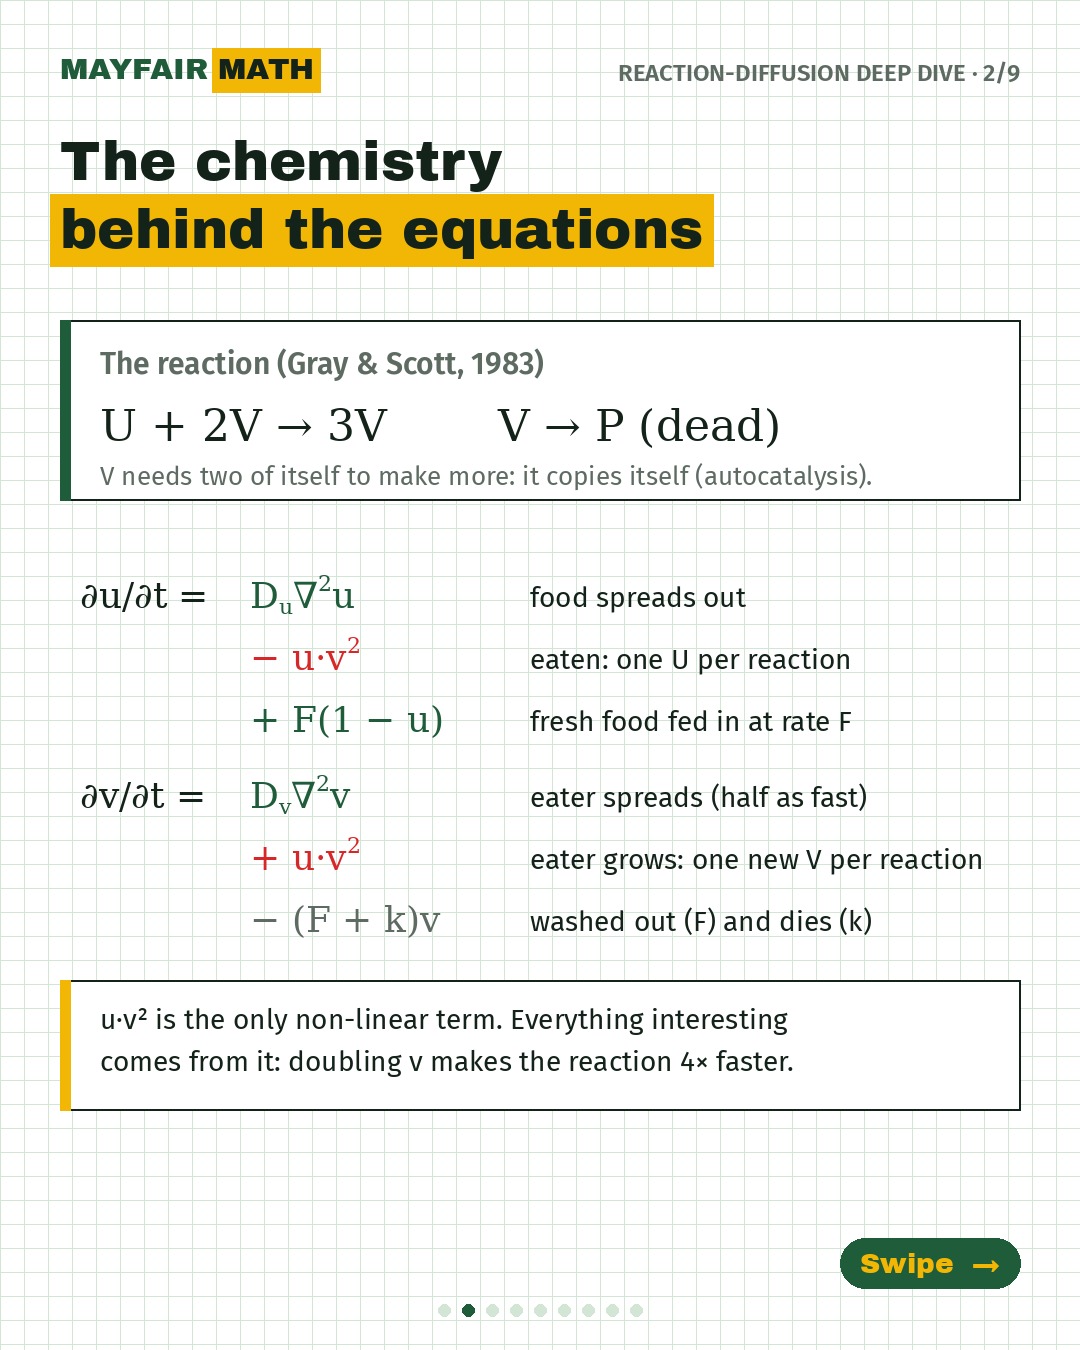 MAYFAIR MATH
REACTION-DIFFUSION DEEP DIVE · 2/9
The chemistry
behind the equations
The reaction (Gray & Scott, 1983)
U + 2V → 3V V → P (dead)
V needs two of itself to make more: it copies itself (autocatalysis).
∂u/∂t = Dᵤ∇²u food spreads out
− u·v² eaten: one U per reaction
+ F(1 − u) fresh food fed in at rate F
∂v/∂t = Dᵥ∇²v eater spreads (half as fast)
+ u·v² eater grows: one new V per reaction
− (F + k)v washed out (F) and dies (k)
u·v² is the only non-linear term. Everything interesting
comes from it: doubling v makes the reaction 4× faster.
Swipe →